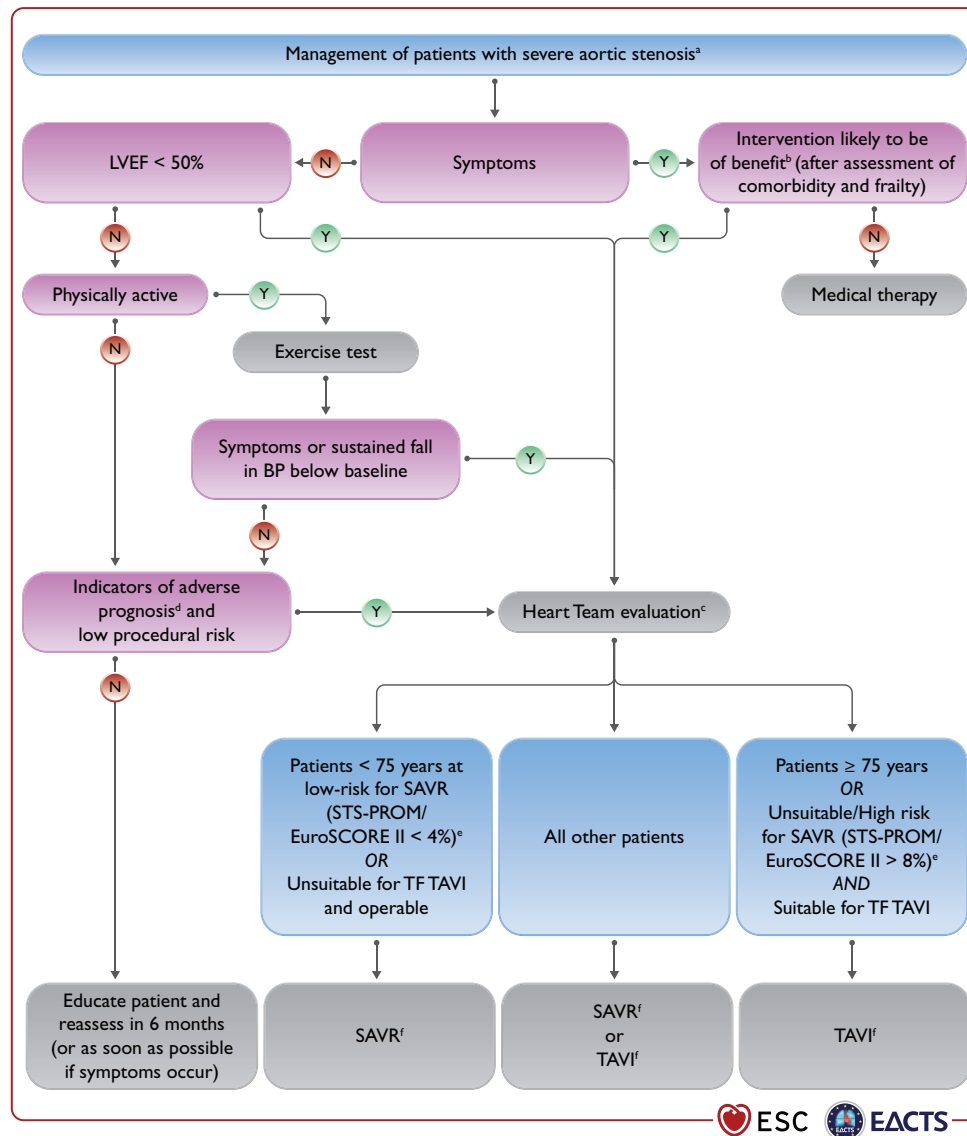 Management of patients with severe aortic stenosisᵃ
LVEF < 50%
N
Symptoms
Y
Intervention likely to be
of benefitᵇ (after assessment of
comorbidity and frailty)
N
Y
Y
N
Physically active
Y
Medical therapy
N
Exercise test
Symptoms or sustained fall
in BP below baseline
Y
N
Indicators of adverse
prognosisᵈ and
low procedural risk
Y
Heart Team evaluationᶜ
N
Patients < 75 years at
low-risk for SAVR
(STS-PROM/
EuroSCORE II < 4%)ᵉ
OR
Unsuitable for TF TAVI
and operable
All other patients
Patients ≥ 75 years
OR
Unsuitable/High risk
for SAVR (STS-PROM/
EuroSCORE II > 8%)ᵉ
AND
Suitable for TF TAVI
Educate patient and
reassess in 6 months
(or as soon as possible
if symptoms occur)
SAVRᶠ
SAVRᶠ
or
TAVIᶠ
TAVIᶠ
ESC
EACTS
EACTS